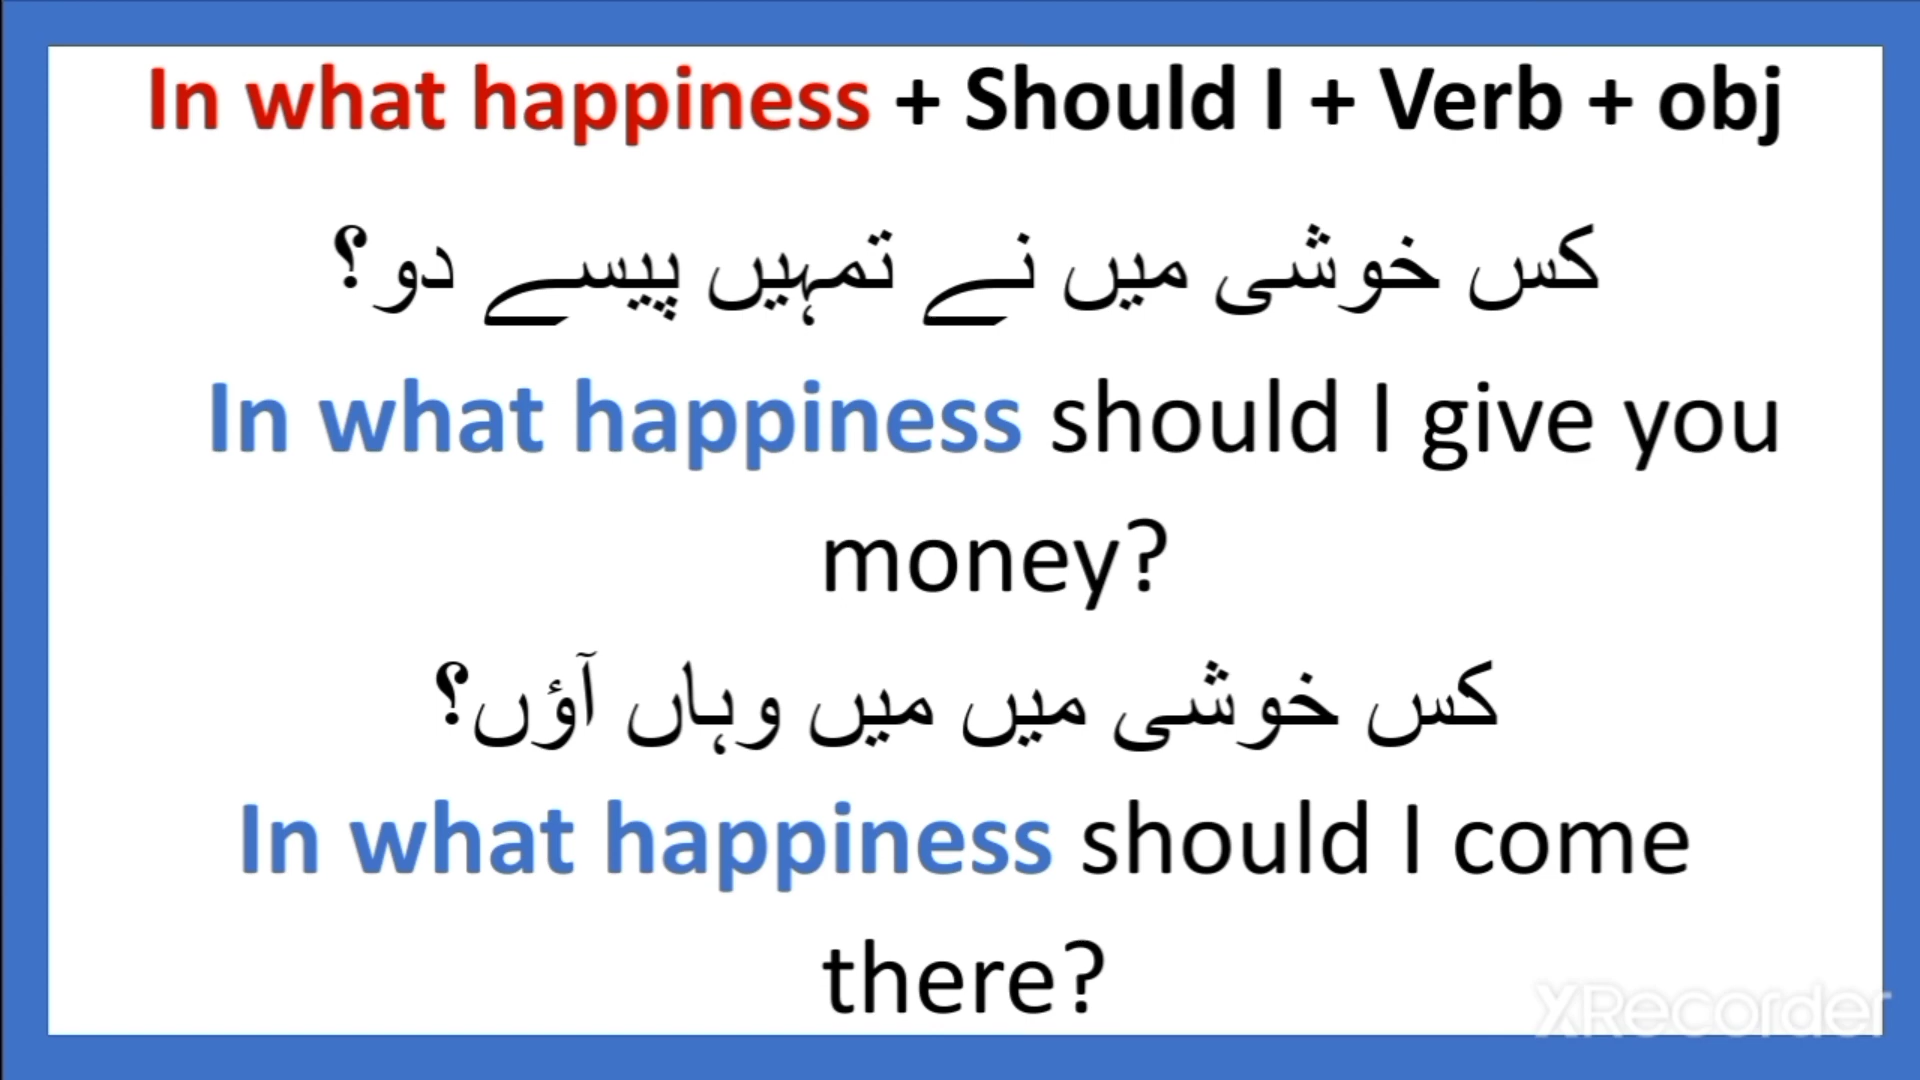 In what happiness + Should I + Verb + obj
کس خوشی میں نے تمہیں پیسے دو؟
In what happiness should I give you
money?
کس خوشی میں میں وہاں آؤں؟
In what happiness should I come
there?
XRecorder